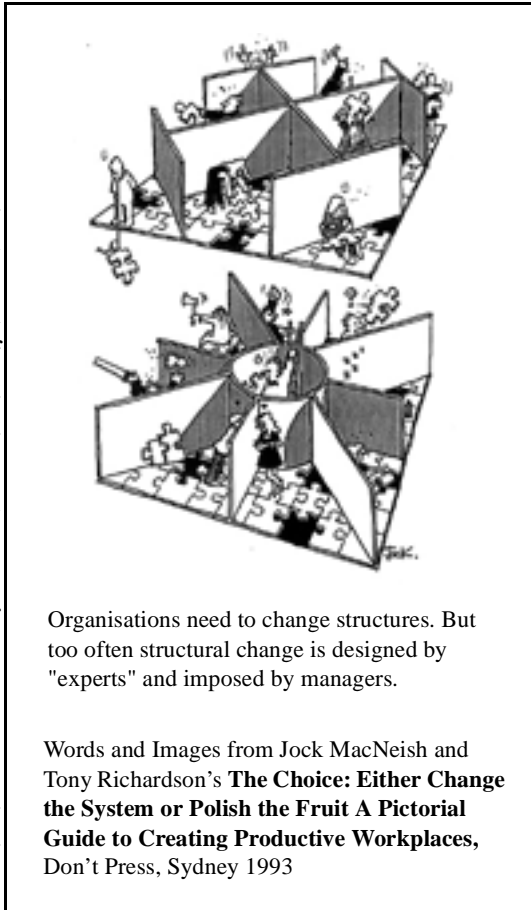 Jock.
Organisations need to change structures. But
too often structural change is designed by
"experts" and imposed by managers.
Words and Images from Jock MacNeish and
Tony Richardson's The Choice: Either Change
the System or Polish the Fruit A Pictorial
Guide to Creating Productive Workplaces,
Don't Press, Sydney 1993